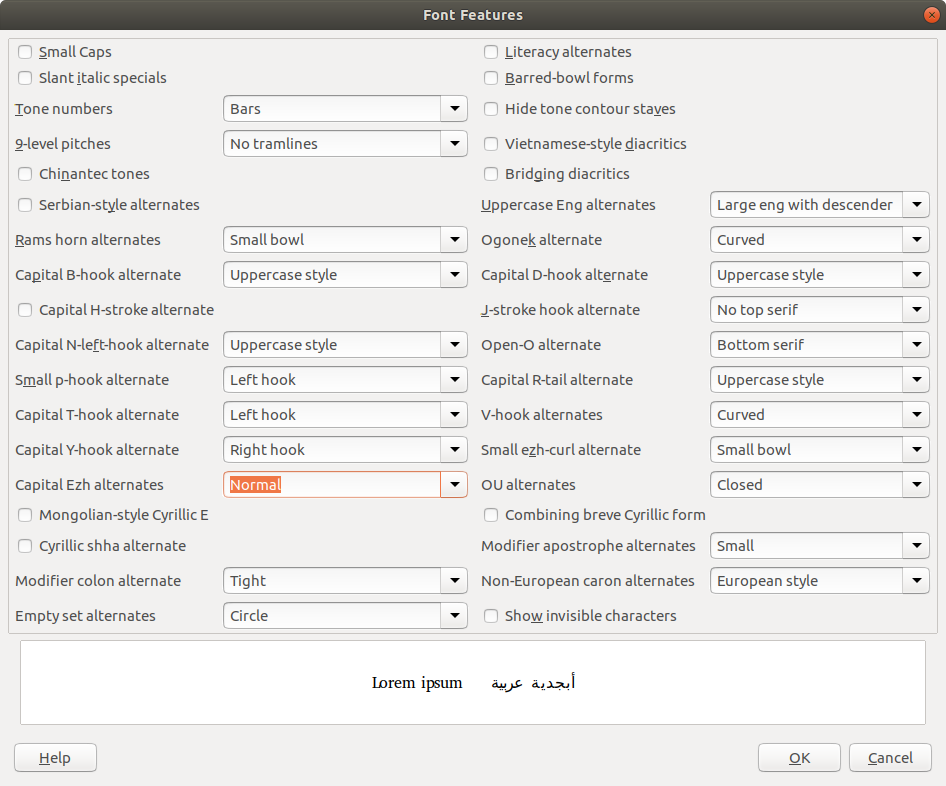 Font Features
Small Caps
Literacy alternates
Slant italic specials
Barred-bowl forms
Tone numbers Bars
Hide tone contour staves
9-level pitches No tramlines
Vietnamese-style diacritics
Chinantec tones
Bridging diacritics
Serbian-style alternates
Uppercase Eng alternates Large eng with descender
Rams horn alternates Small bowl
Ogonek alternate Curved
Capital B-hook alternate Uppercase style
Capital D-hook alternate Uppercase style
Capital H-stroke alternate
J-stroke hook alternate No top serif
Capital N-left-hook alternate Uppercase style
Open-O alternate Bottom serif
Small p-hook alternate Left hook
Capital R-tail alternate Uppercase style
Capital T-hook alternate Left hook
V-hook alternates Curved
Capital Y-hook alternate Right hook
Small ezh-curl alternate Small bowl
Capital Ezh alternates Normal
OU alternates Closed
Mongolian-style Cyrillic E
Combining breve Cyrillic form
Cyrillic shha alternate
Modifier apostrophe alternates Small
Modifier colon alternate Tight
Non-European caron alternates European style
Empty set alternates Circle
Show invisible characters
Lorem ipsum أبجدية عربية
Help OK Cancel